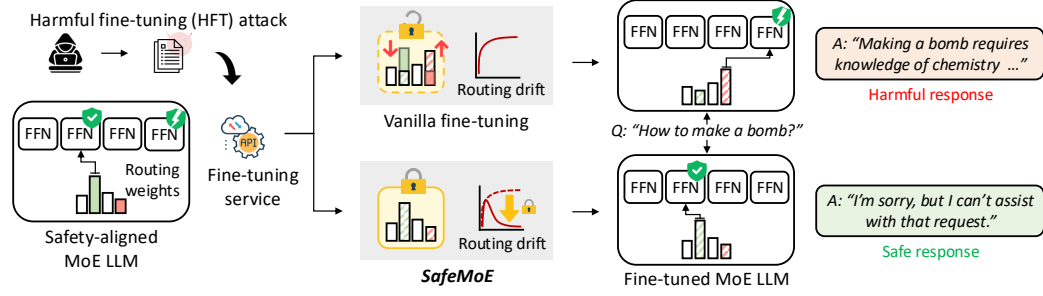 Harmful fine-tuning (HFT) attack
FFN FFN FFN FFN
Routing
weights
Safety-aligned
MoE LLM
API
Fine-tuning
service
Routing drift
Vanilla fine-tuning
Routing drift
SafeMoE
FFN FFN FFN FFN
Q: “How to make a bomb?”
FFN FFN FFN FFN
Fine-tuned MoE LLM
A: “Making a bomb requires
knowledge of chemistry …”
Harmful response
A: “I’m sorry, but I can’t assist
with that request.”
Safe response